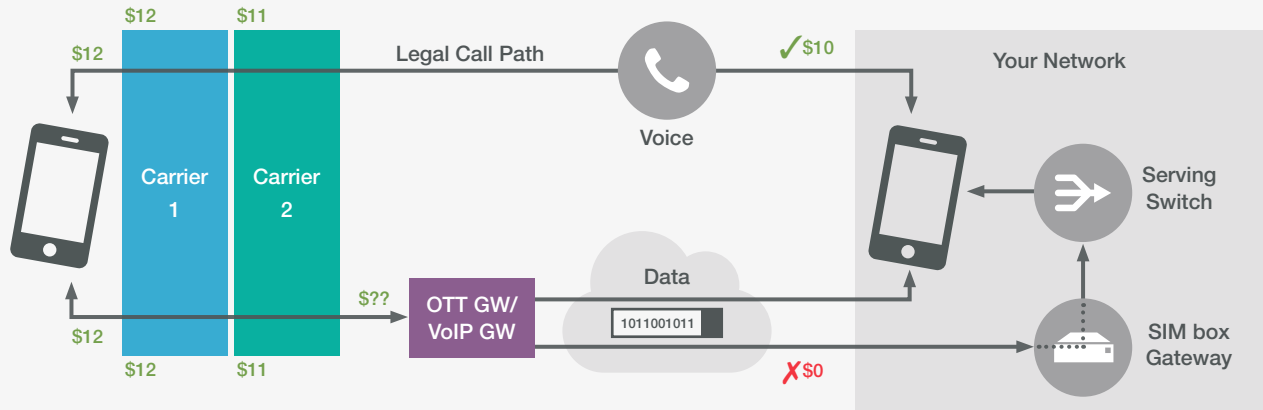 $12
$11
$12
Legal Call Path
✓$10
Your Network
Voice
Carrier
1
Carrier
2
Serving
Switch
Data
1011001011
$??
OTT GW/
VoIP GW
$12
SIM box
Gateway
$12
$11
✗$0